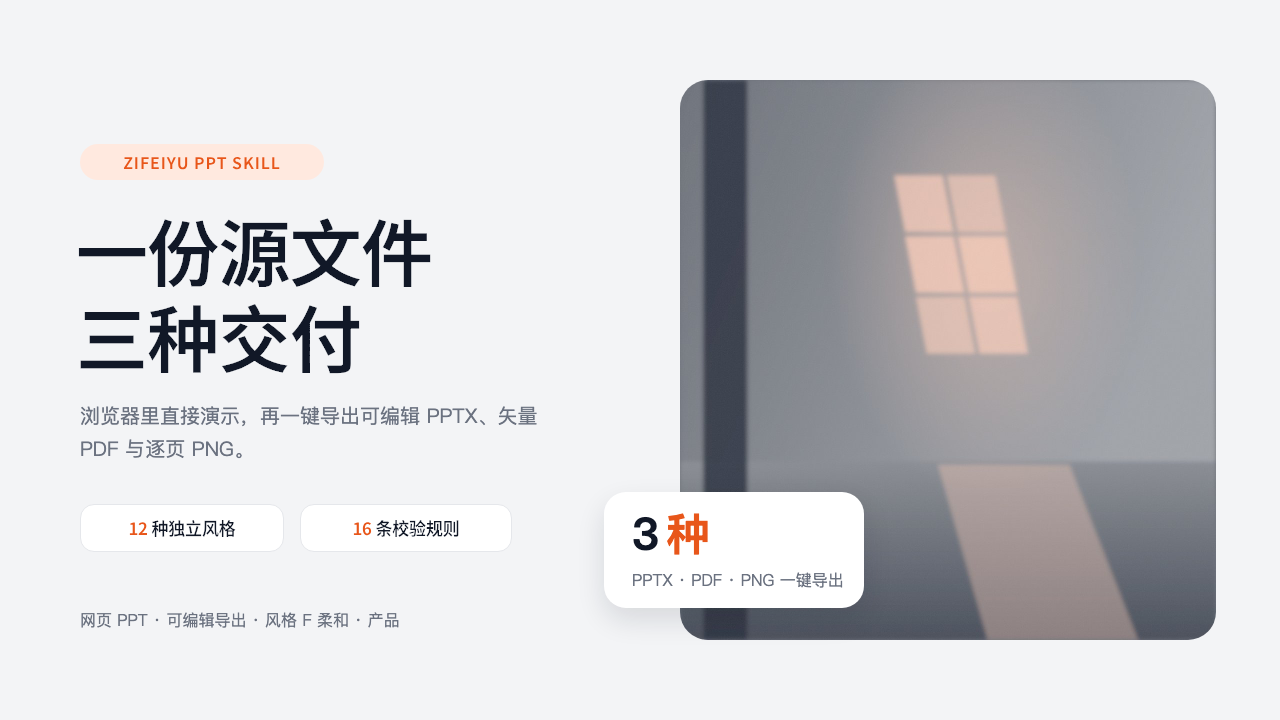 ZIFEIYU PPT SKILL
一份源文件
三种交付
浏览器里直接演示，再一键导出可编辑 PPTX、矢量
PDF 与逐页 PNG。
12 种独立风格
16 条校验规则
3 种
PPTX · PDF · PNG 一键导出
网页 PPT · 可编辑导出 · 风格 F 柔和 · 产品